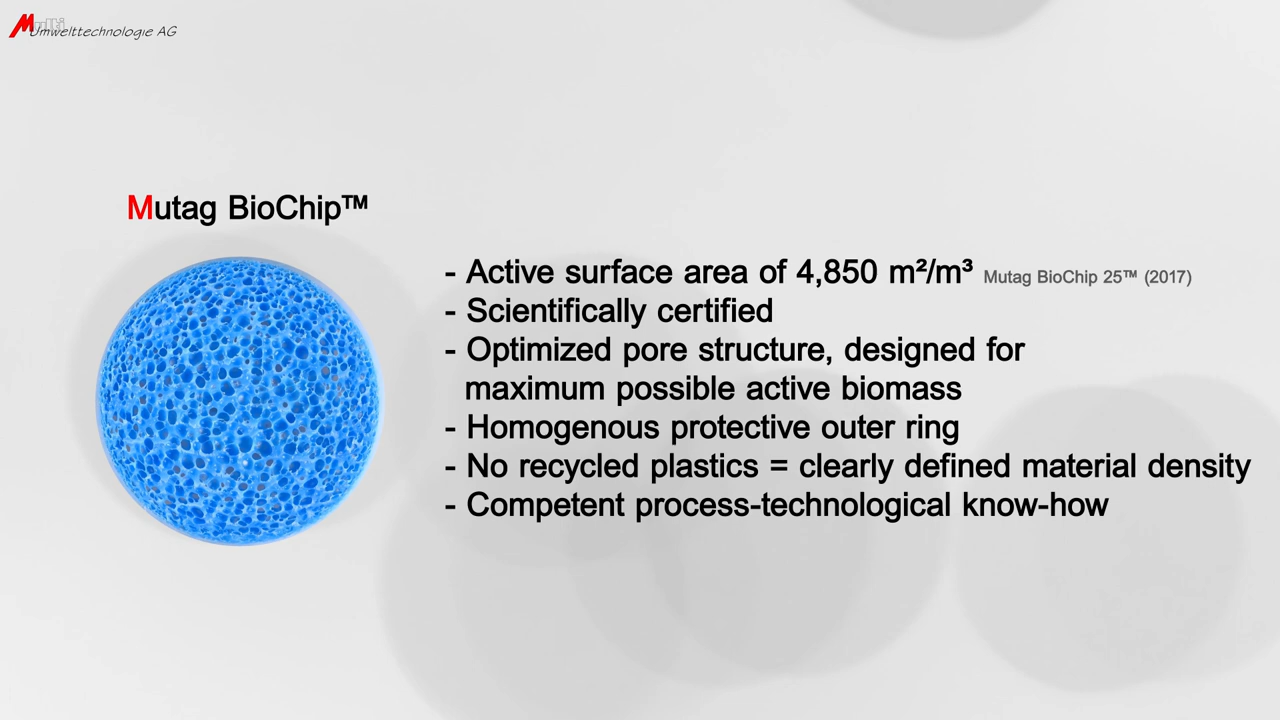 Multi
Umwelttechnologie AG
Mutag BioChip™
- Active surface area of 4,850 m²/m³ Mutag BioChip 25™ (2017)
- Scientifically certified
- Optimized pore structure, designed for
maximum possible active biomass
- Homogenous protective outer ring
- No recycled plastics = clearly defined material density
- Competent process-technological know-how